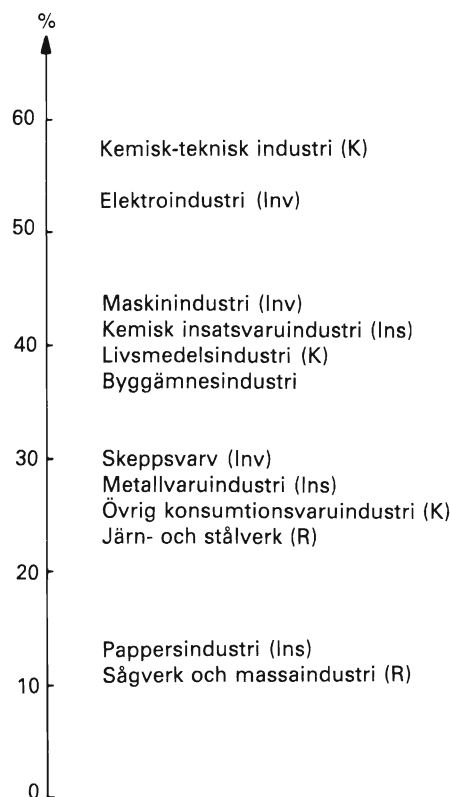 %
60
Kemisk-teknisk industri (K)
Elektroindustri (Inv)
50
Maskinindustri (Inv)
Kemisk insatsvaruindustri (Ins)
40
Livsmedelsindustri (K)
Byggämnesindustri
30
Skeppsvarv (Inv)
Metallvaruindustri (Ins)
Övrig konsumtionsvaruindustri (K)
Järn- och stålverk (R)
20
Pappersindustri (Ins)
Sågverk och massaindustri (R)
10
0